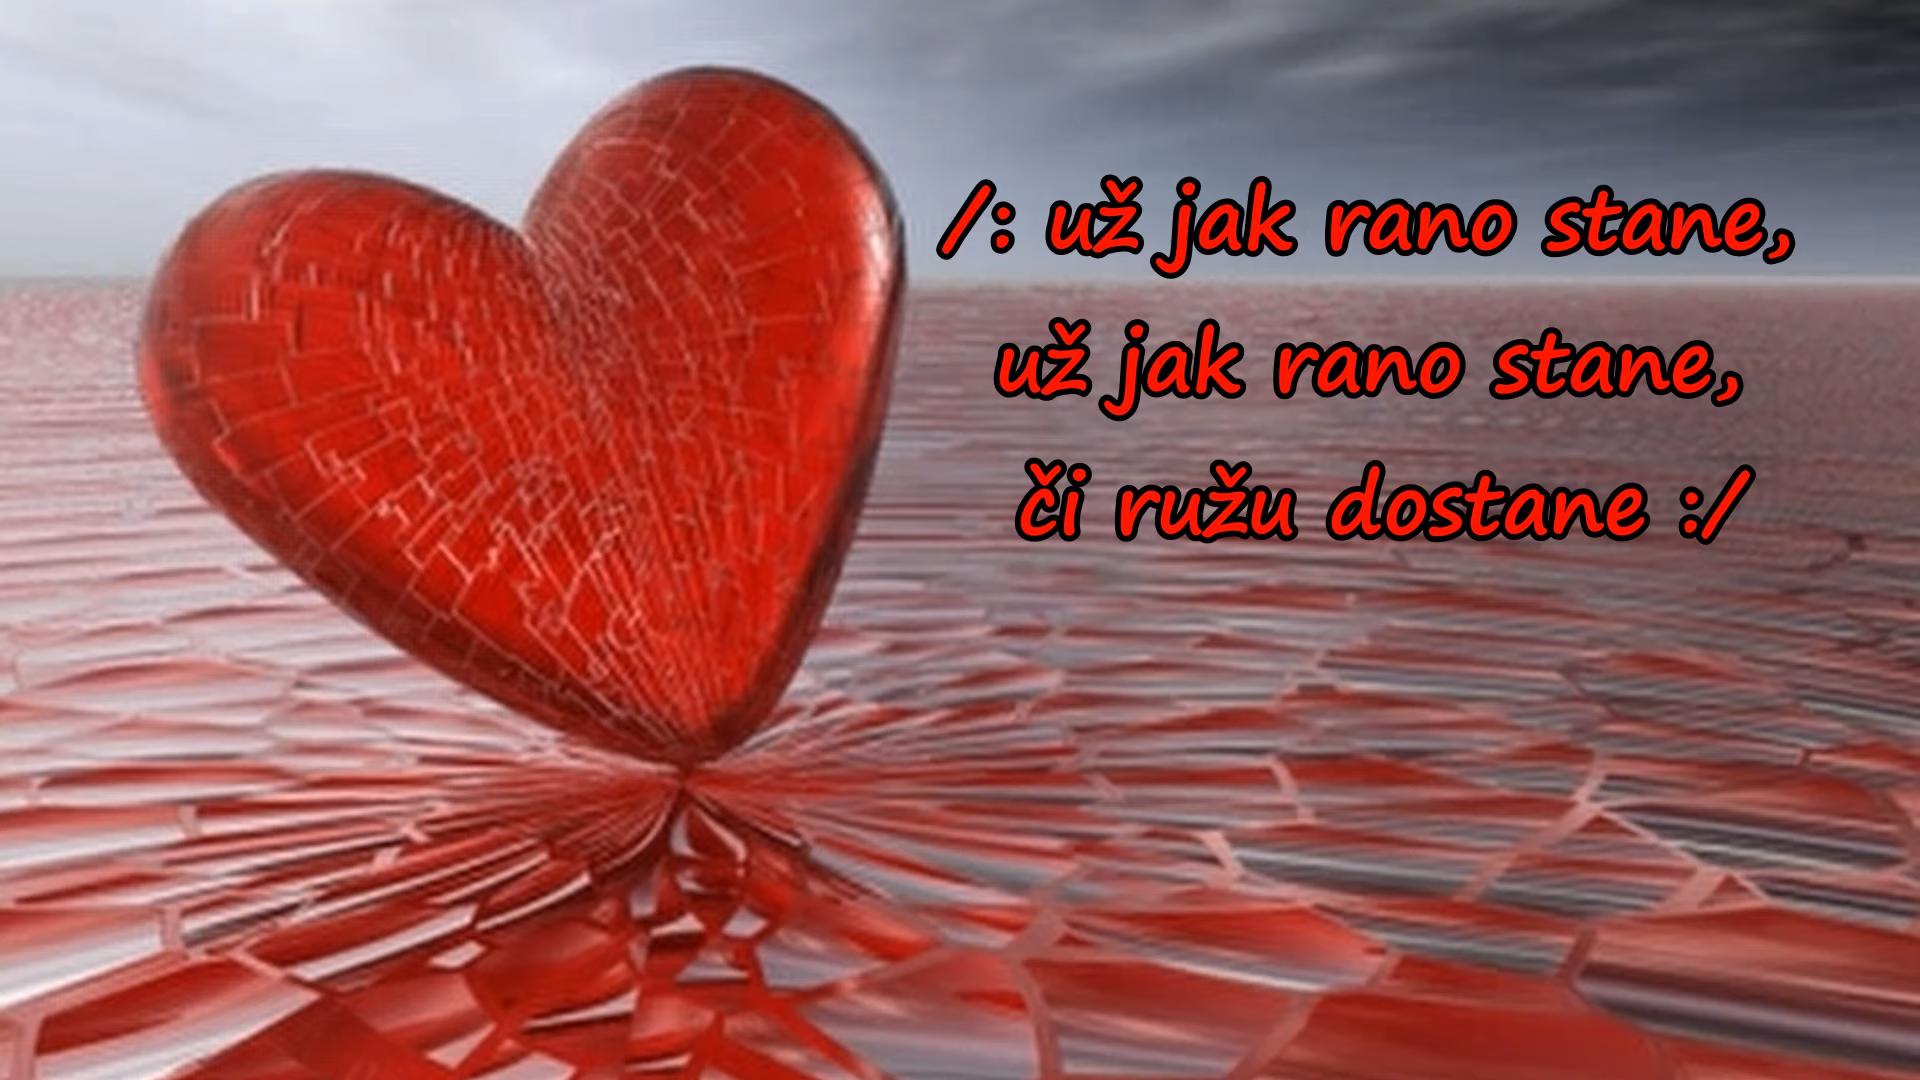 /: už jak rano stane,
už jak rano stane,
či ružu dostane :/